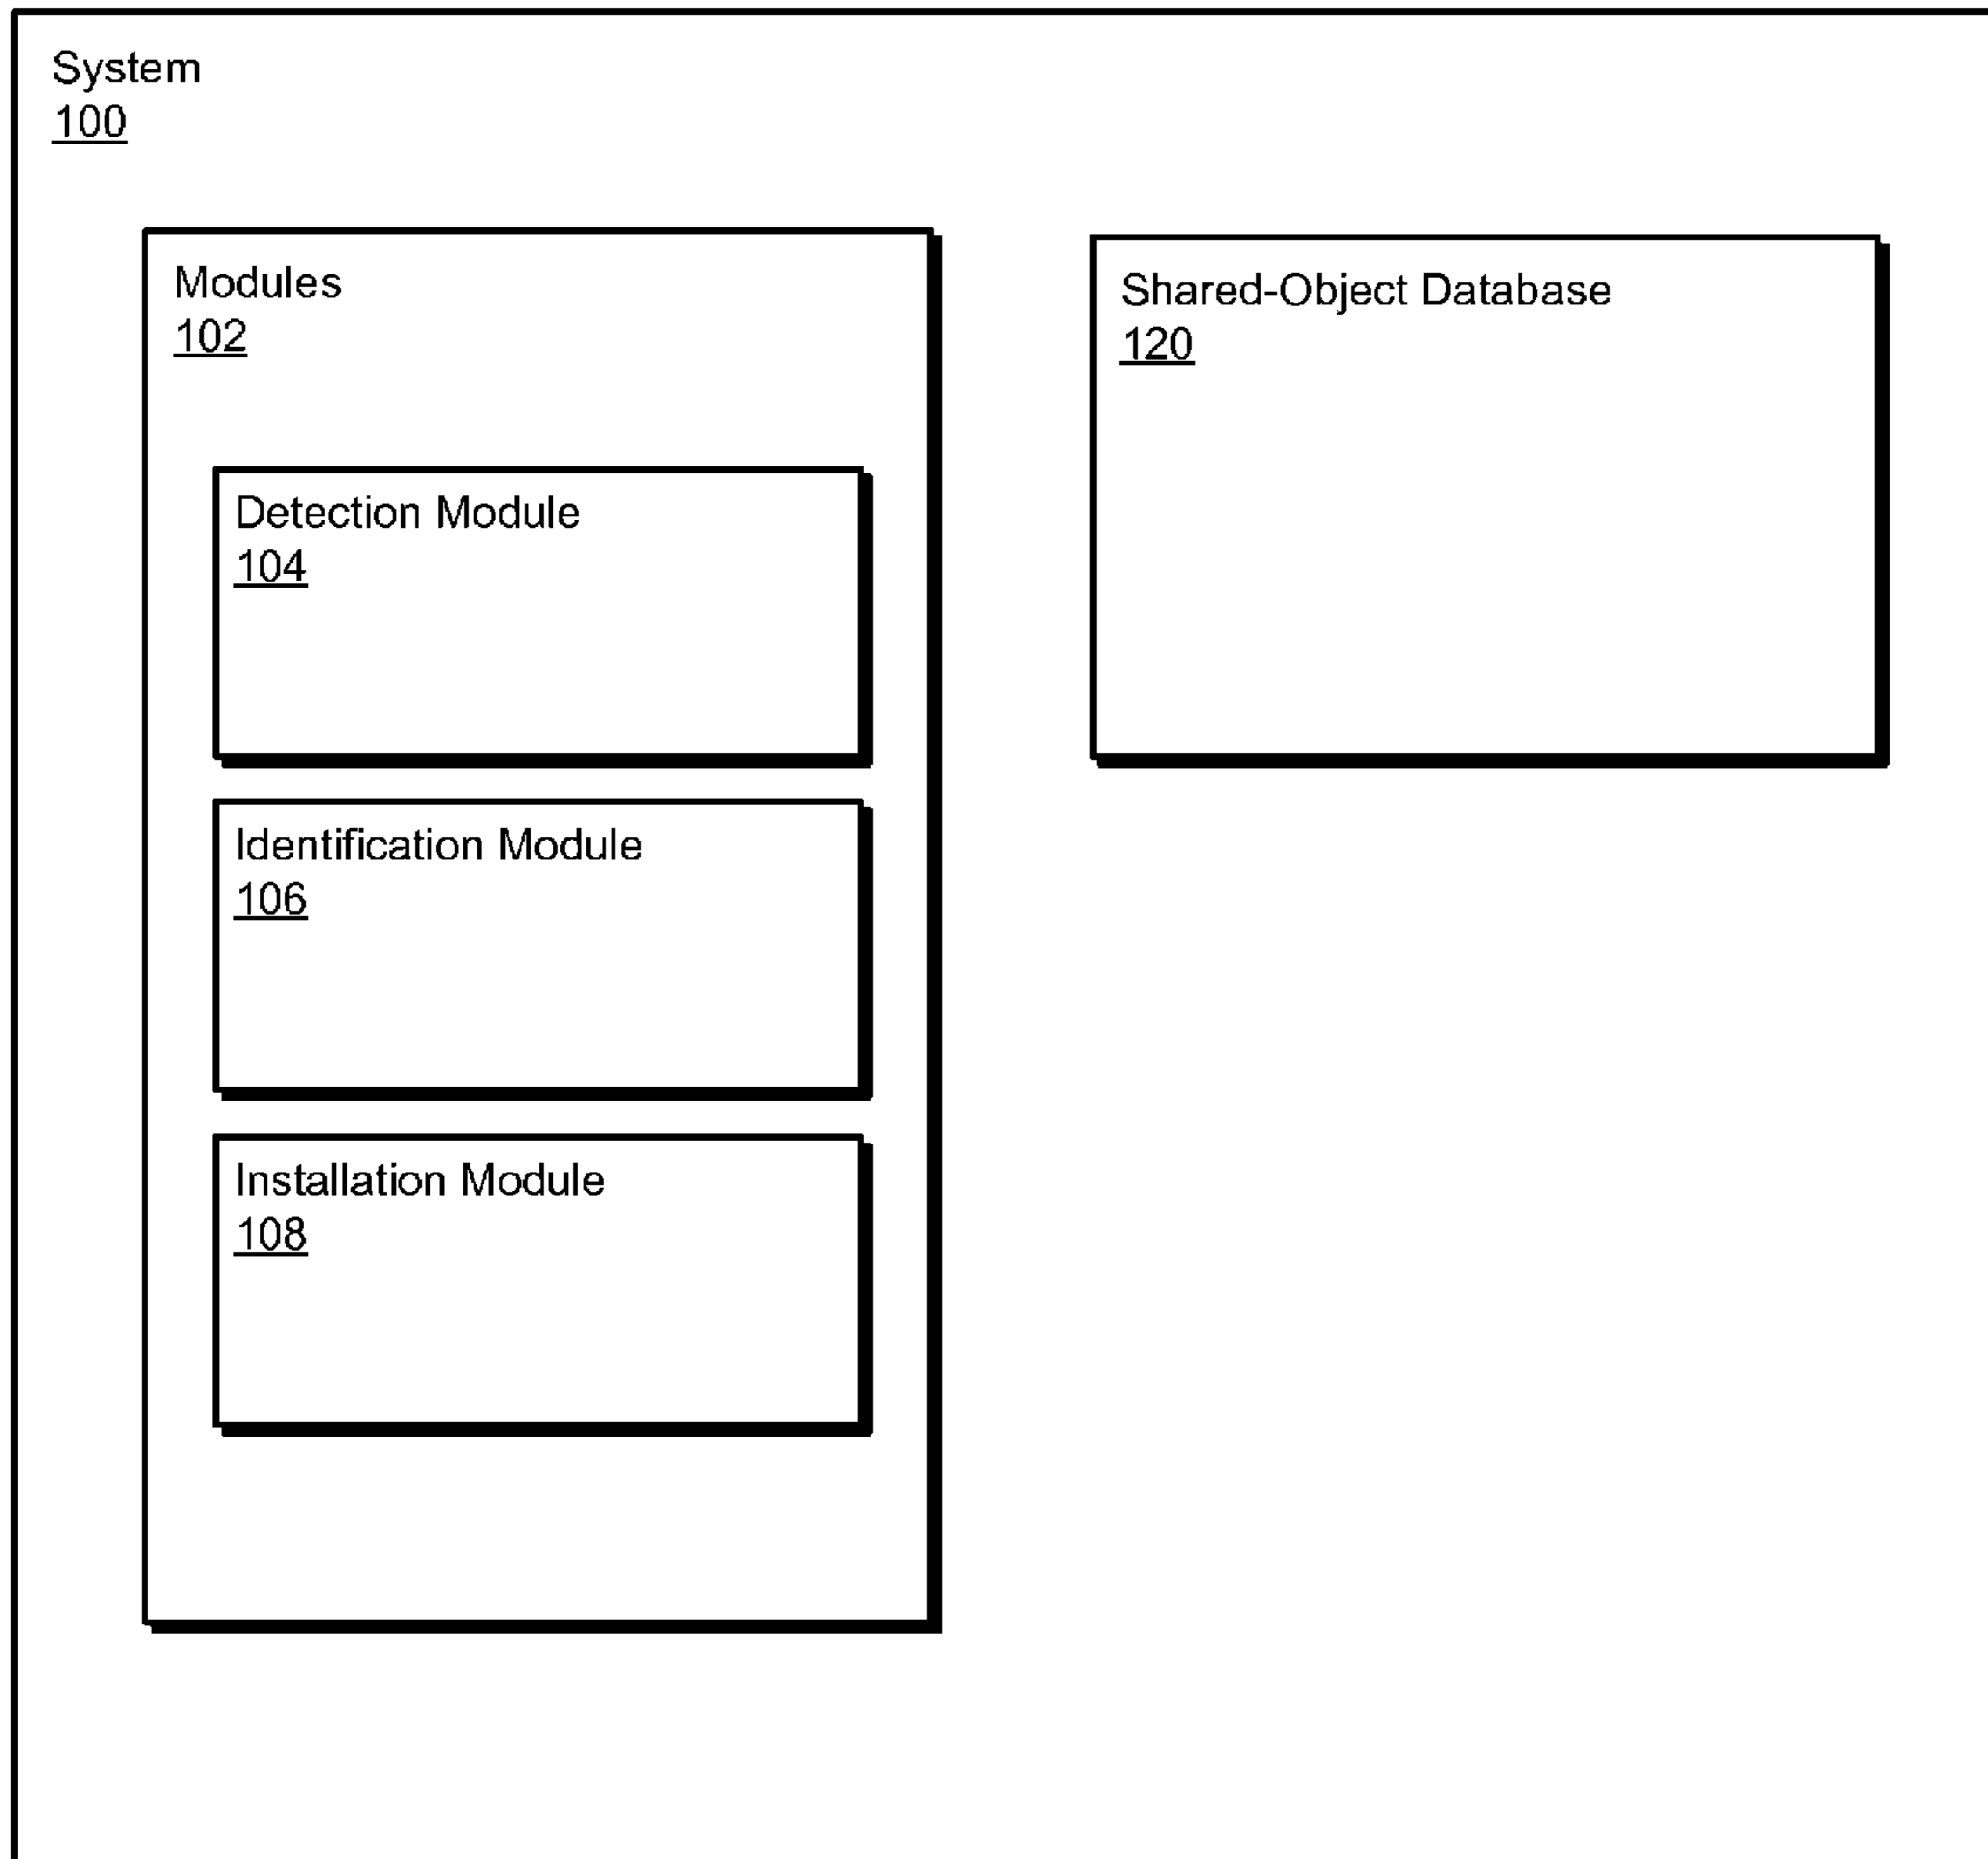 System
100
Modules
102
Detection Module
104
Identification Module
106
Installation Module
108
Shared-Object Database
120